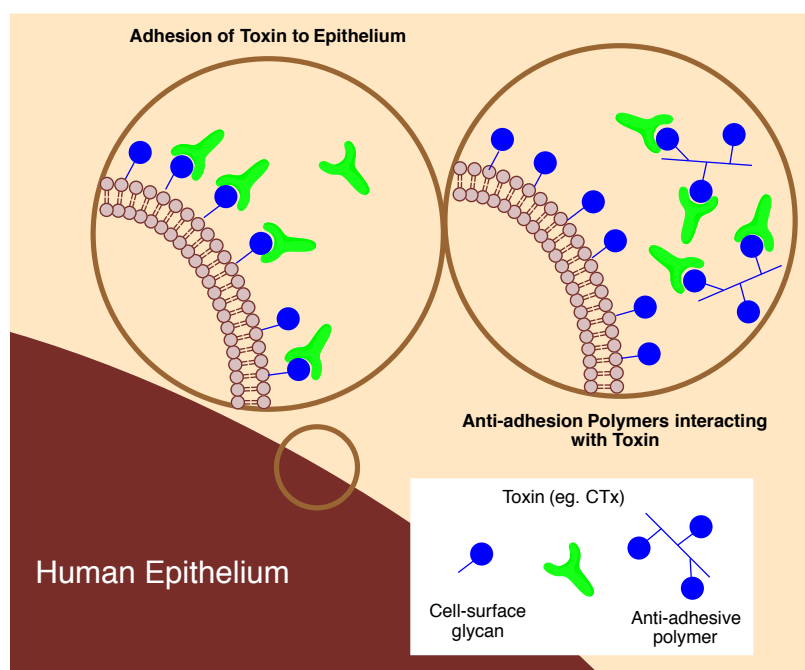 Adhesion of Toxin to Epithelium
Anti-adhesion Polymers interacting
with Toxin
Human Epithelium
Toxin (eg. CTx)
Cell-surface
glycan
Anti-adhesive
polymer